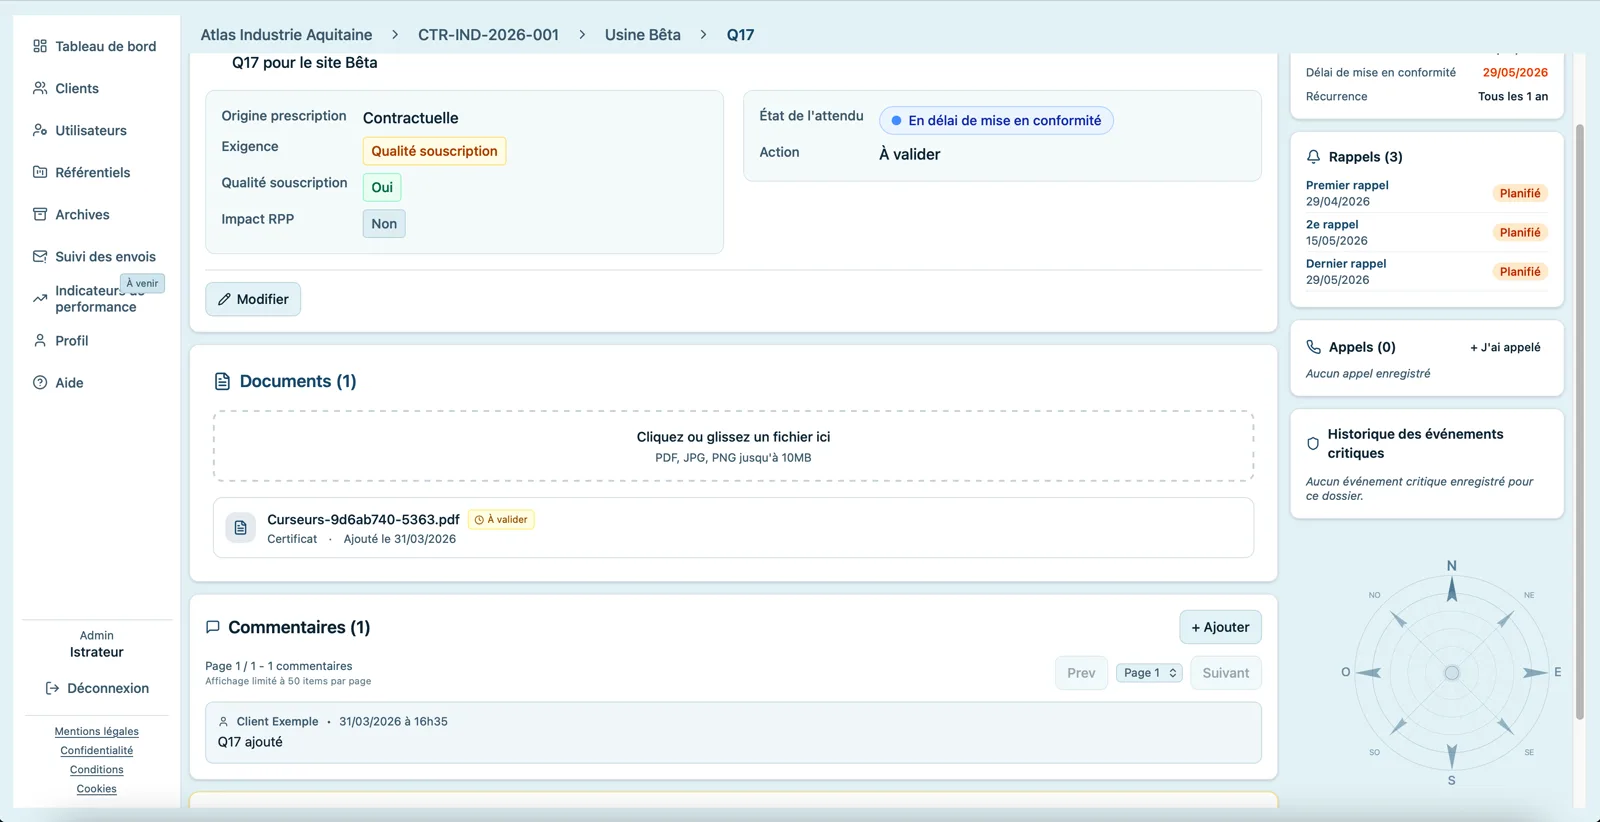 Tableau de bord
Clients
Utilisateurs
Référentiels
Archives
Suivi des envois
À venir
Indicateurs de
performance
Profil
Aide
Admin
Istrateur
Déconnexion
Mentions légales
Confidentialité
Conditions
Cookies
Atlas Industrie Aquitaine > CTR-IND-2026-001 > Usine Bêta > Q17
Q17 pour le site Bêta
Origine prescription Contractuelle
Exigence Qualité souscription
Qualité souscription Oui
Impact RPP Non
État de l'attendu En délai de mise en conformité
Action À valider
Modifier
Documents (1)
Cliquez ou glissez un fichier ici
PDF, JPG, PNG jusqu'à 10MB
Curseurs-9d6ab740-5363.pdf À valider
Certificat · Ajouté le 31/03/2026
Commentaires (1)
+ Ajouter
Page 1 / 1 - 1 commentaires
Affichage limité à 50 items par page
Prev Page 1 Suivant
Client Exemple • 31/03/2026 à 16h35
Q17 ajouté
Délai de mise en conformité 29/05/2026
Récurrence Tous les 1 an
Rappels (3)
Premier rappel
29/04/2026 Planifié
2e rappel
15/05/2026 Planifié
Dernier rappel
29/05/2026 Planifié
Appels (0) + J'ai appelé
Aucun appel enregistré
Historique des événements
critiques
Aucun événement critique enregistré pour
ce dossier.
N
NO NE
O E
SO SE
S